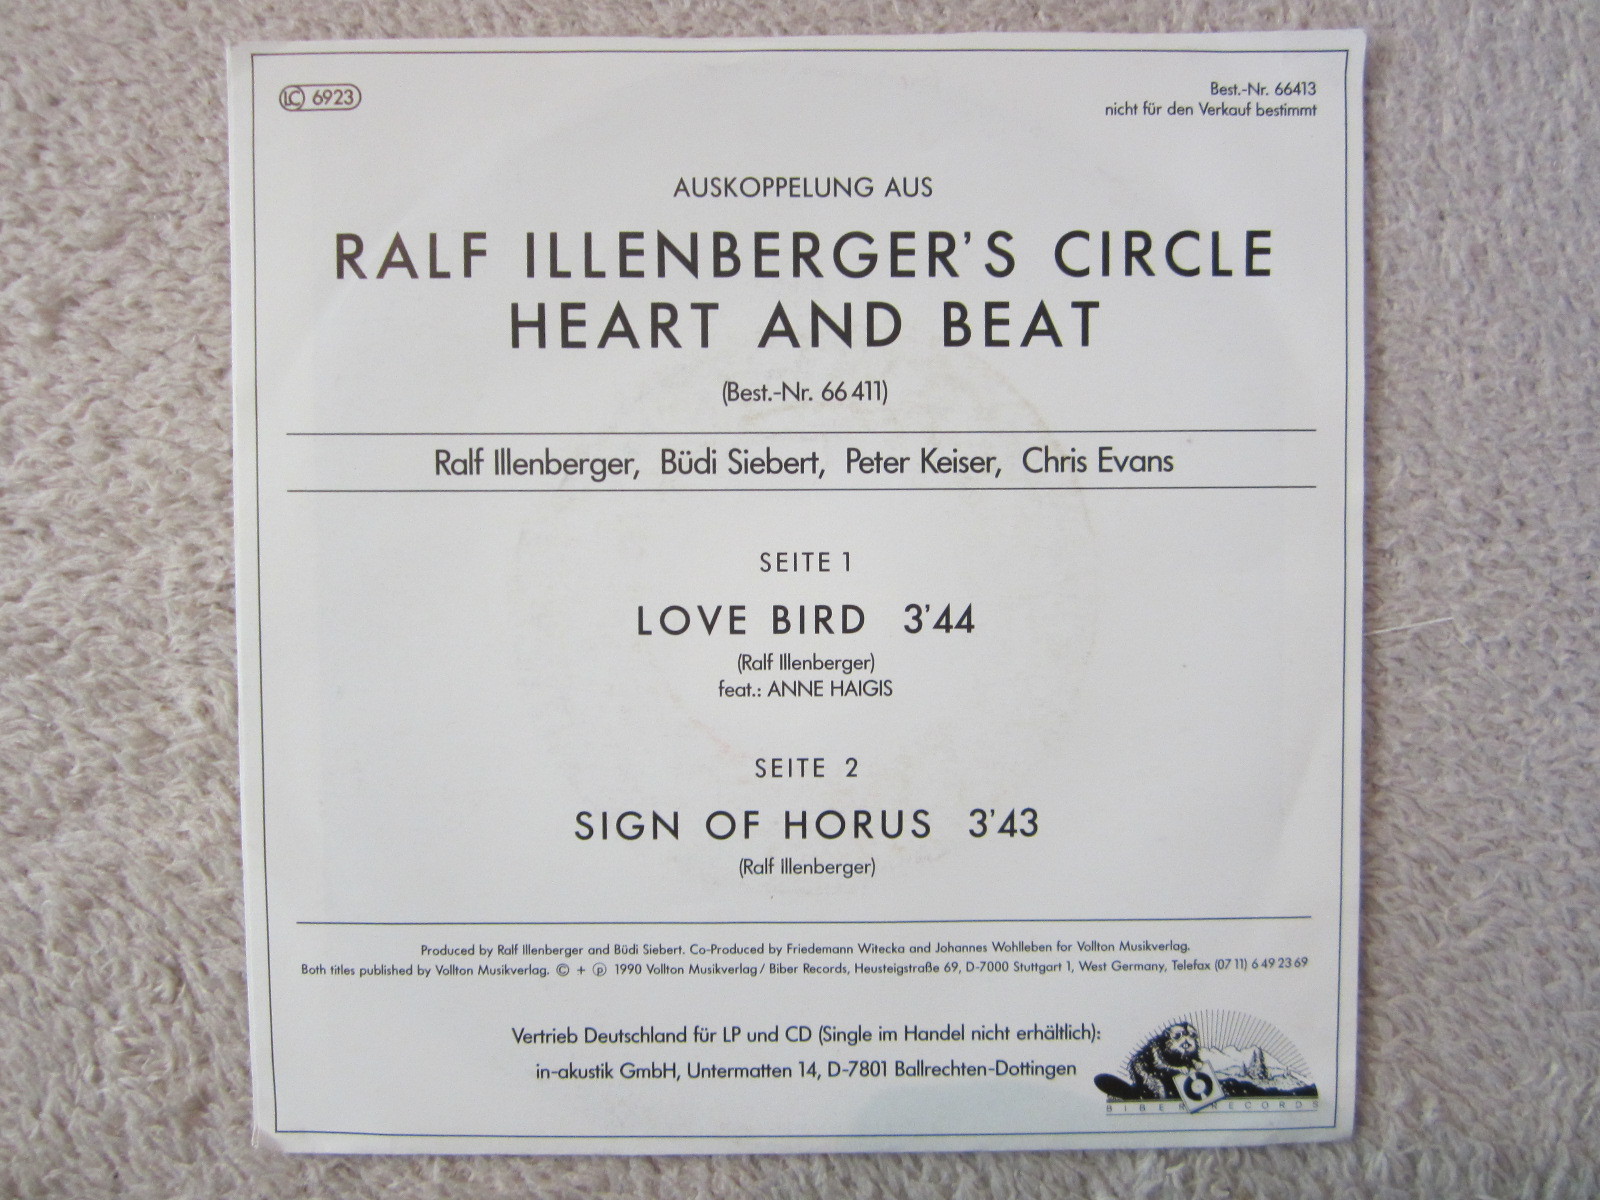 LC 6923
Best.-Nr. 66413
nicht für den Verkauf bestimmt
AUSKOPPELUNG AUS
RALF ILLENBERGER'S CIRCLE
HEART AND BEAT
(Best.-Nr. 66 411)
Ralf Illenberger, Büdi Siebert, Peter Keiser, Chris Evans
SEITE 1
LOVE BIRD 3'44
(Ralf Illenberger)
feat.: ANNE HAIGIS
SEITE 2
SIGN OF HORUS 3'43
(Ralf Illenberger)
Produced by Ralf Illenberger and Büdi Siebert. Co-Produced by Friedemann Witecka and Johannes Wohlleben for Vollton Musikverlag.
Both titles published by Vollton Musikverlag. © + ℗ 1990 Vollton Musikverlag / Biber Records, Heusteigstraße 69, D-7000 Stuttgart 1, West Germany, Telefax (07 11) 6 49 23 69
Vertrieb Deutschland für LP und CD (Single im Handel nicht erhältlich):
in-akustik GmbH, Untermatten 14, D-7801 Ballrechten-Dottingen
BIBER RECORDS